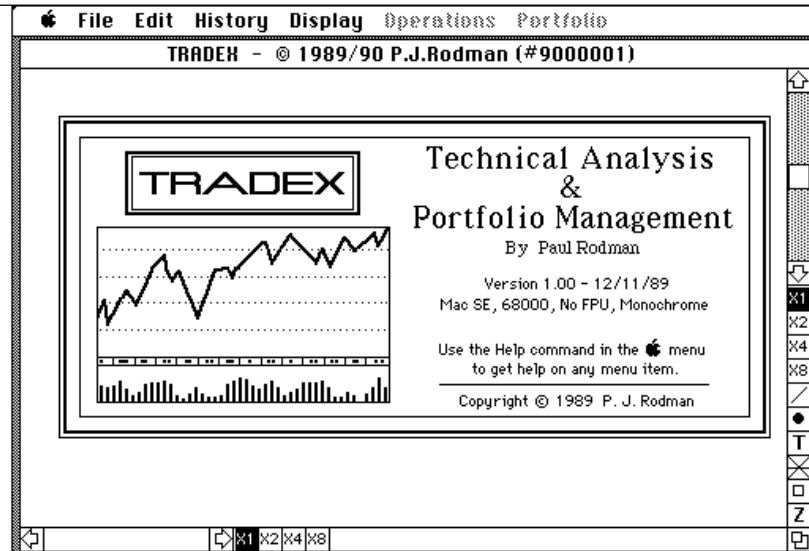 File Edit History Display Operations Portfolio
TRADEX - © 1989/90 P.J.Rodman (#9000001)
TRADEX
Technical Analysis
&
Portfolio Management
By Paul Rodman
Version 1.00 - 12/11/89
Mac SE, 68000, No FPU, Monochrome
Use the Help command in the menu
to get help on any menu item.
Copyright © 1989 P. J. Rodman
X1
X2
X4
X8
T
Z
X1 X2 X4 X8